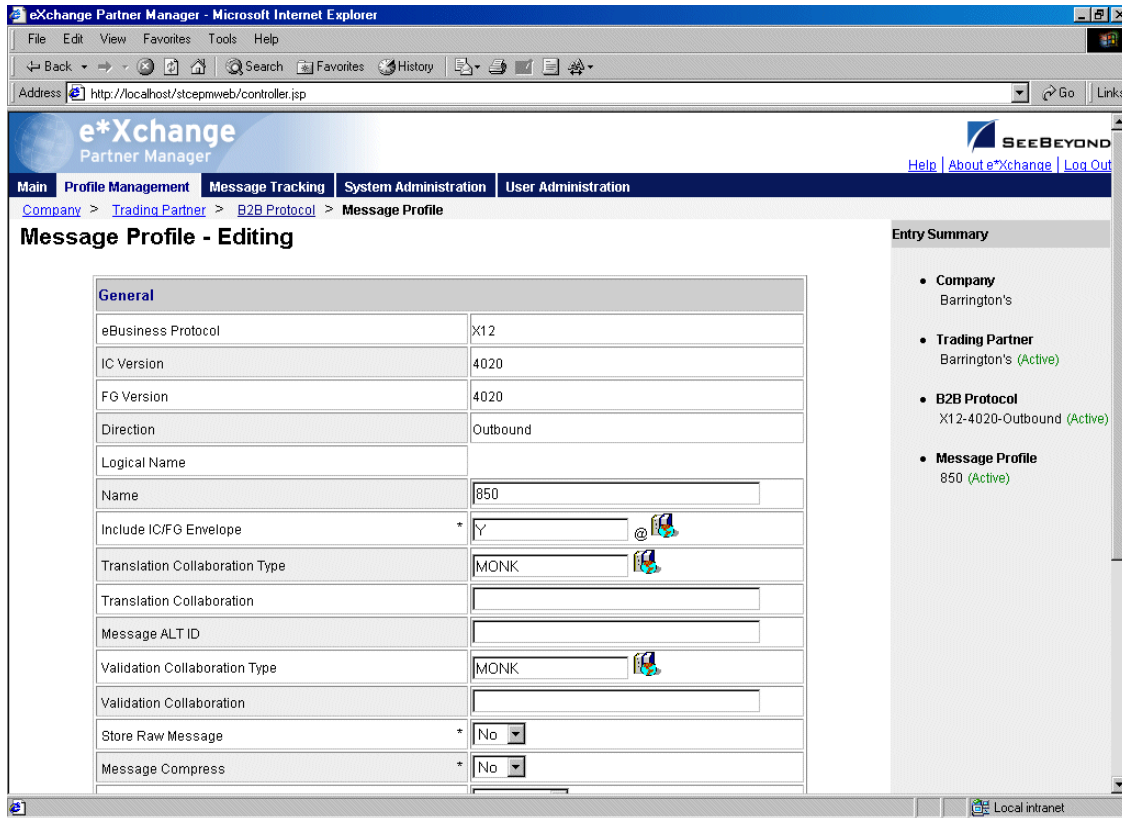 eXchange Partner Manager - Microsoft Internet Explorer
File Edit View Favorites Tools Help
Back Search Favorites History
Address http://localhost/stcepmweb/controller.jsp Go Links
e*Xchange
Partner Manager
SEEBEYOND
Help | About e*Xchange | Log Out
Main Profile Management Message Tracking System Administration User Administration
Company > Trading Partner > B2B Protocol > Message Profile
Message Profile - Editing
General
eBusiness Protocol X12
IC Version 4020
FG Version 4020
Direction Outbound
Logical Name
Name 850
Include IC/FG Envelope * Y @
Translation Collaboration Type MONK
Translation Collaboration
Message ALT ID
Validation Collaboration Type MONK
Validation Collaboration
Store Raw Message * No
Message Compress * No
Entry Summary
• Company
Barrington's
• Trading Partner
Barrington's (Active)
• B2B Protocol
X12-4020-Outbound (Active)
• Message Profile
850 (Active)
Local intranet